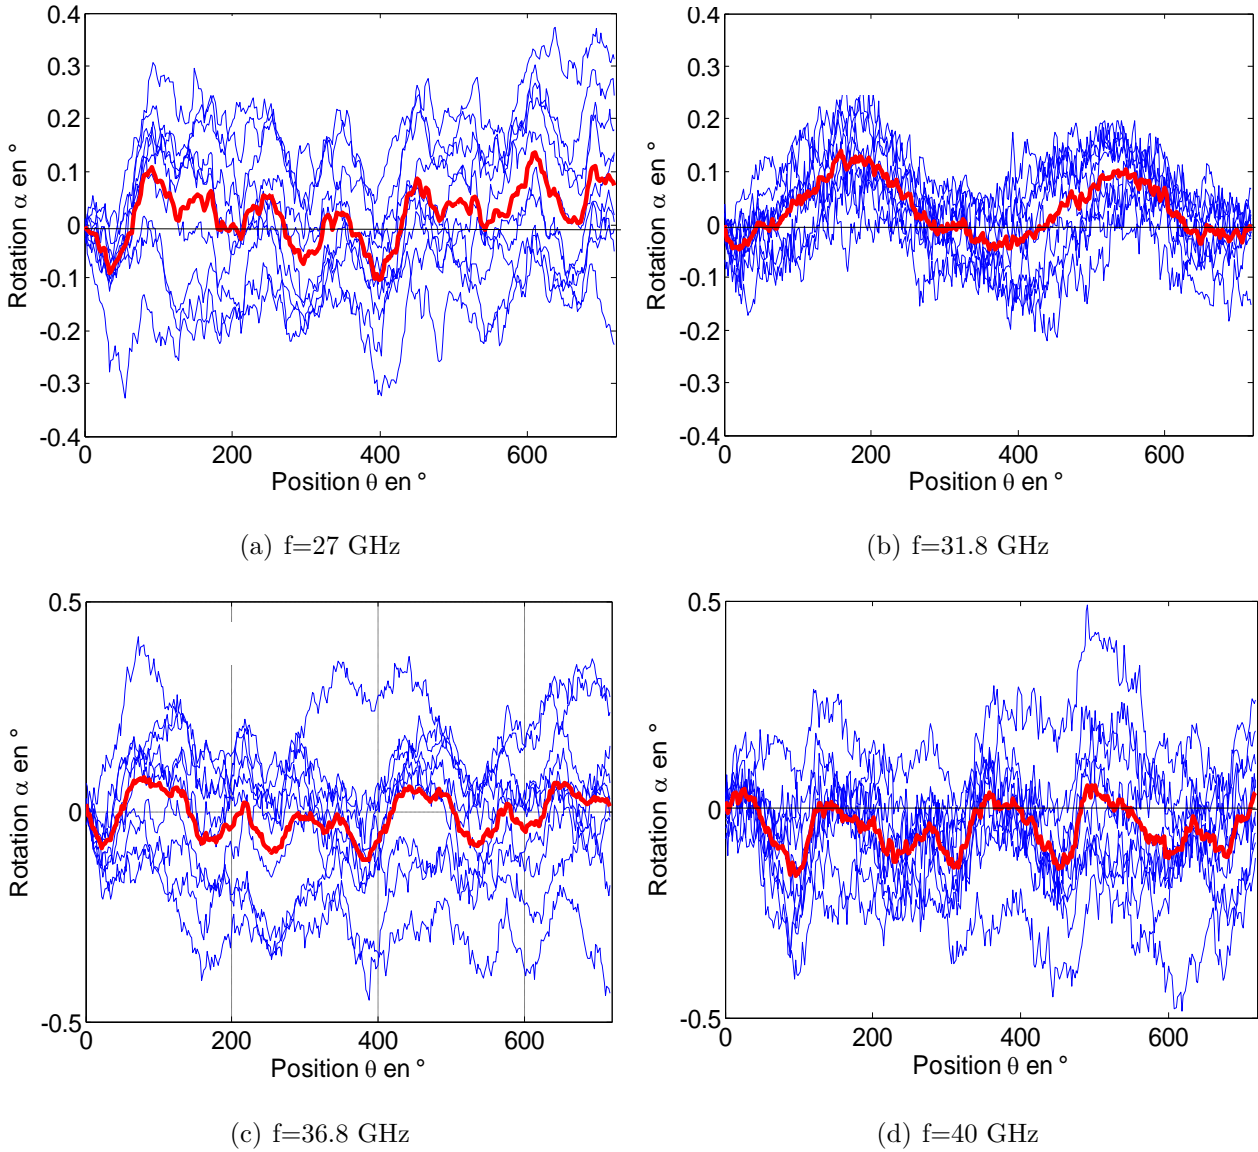 0.4
0.3
0.2
0.1
0
-0.1
-0.2
-0.3
-0.4
Rotation α en °
0 200 400 600
Position θ en °
(a) f=27 GHz
0.4
0.3
0.2
0.1
0
-0.1
-0.2
-0.3
-0.4
Rotation α en °
0 200 400 600
Position θ en °
(b) f=31.8 GHz
0.5
0
-0.5
Rotation α en °
0 200 400 600
Position θ en °
(c) f=36.8 GHz
0.5
0
-0.5
Rotation α en °
0 200 400 600
Position θ en °
(d) f=40 GHz